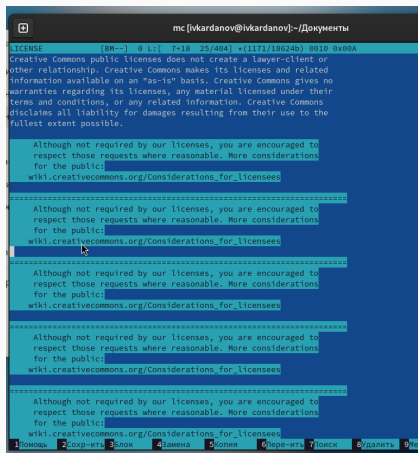 mc [ivkardanov@ivkardanov]:~/Документы
LICENSE [BM--] 0 L:[ 7+18 25/404] *(1171/18624b) 0010 0x00A
Creative Commons public licenses does not create a lawyer-client or
other relationship. Creative Commons makes its licenses and related
information available on an "as-is" basis. Creative Commons gives no
warranties regarding its licenses, any material licensed under their
terms and conditions, or any related information. Creative Commons
disclaims all liability for damages resulting from their use to the
fullest extent possible.
Although not required by our licenses, you are encouraged to
respect those requests where reasonable. More considerations
for the public:
wiki.creativecommons.org/Considerations_for_licensees
=======================================================
Although not required by our licenses, you are encouraged to
respect those requests where reasonable. More considerations
for the public:
wiki.creativecommons.org/Considerations_for_licensees
=======================================================
Although not required by our licenses, you are encouraged to
respect those requests where reasonable. More considerations
for the public:
wiki.creativecommons.org/Considerations_for_licensees
=======================================================
Although not required by our licenses, you are encouraged to
respect those requests where reasonable. More considerations
for the public:
wiki.creativecommons.org/Considerations_for_licensees
=======================================================
Although not required by our licenses, you are encouraged to
respect those requests where reasonable. More considerations
for the public:
wiki.creativecommons.org/Considerations_for_licensees
1Помощь 2Сохр-ить 3Блок 4Замена 5Копия 6Пере-ить 7Поиск 8Удалить 9Ме